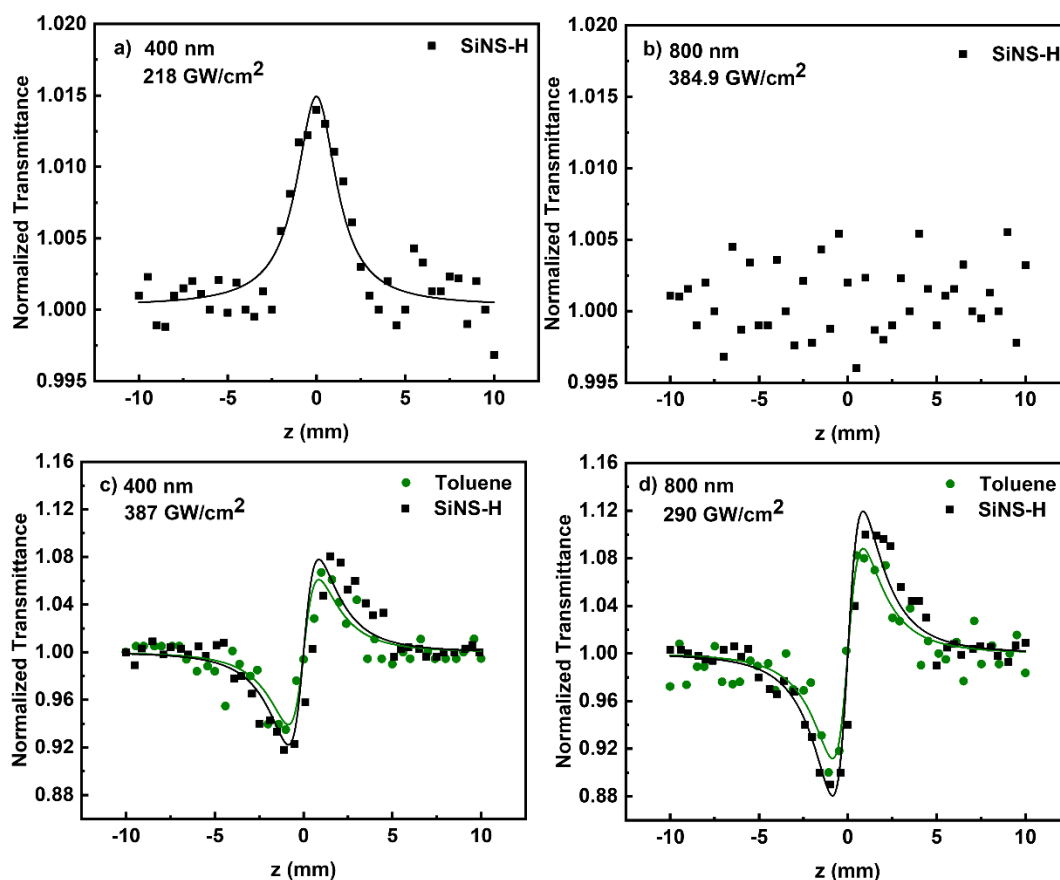 a) 400 nm
218 GW/cm²
SiNS-H
1.020
1.015
1.010
1.005
1.000
0.995
Normalized Transmittance
-10 -5 0 5 10
z (mm)
b) 800 nm
384.9 GW/cm²
SiNS-H
1.020
1.015
1.010
1.005
1.000
0.995
Normalized Transmittance
-10 -5 0 5 10
z (mm)
c) 400 nm
387 GW/cm²
Toluene
SiNS-H
1.16
1.12
1.08
1.04
1.00
0.96
0.92
0.88
Normalized Transmittance
-10 -5 0 5 10
z (mm)
d) 800 nm
290 GW/cm²
Toluene
SiNS-H
1.16
1.12
1.08
1.04
1.00
0.96
0.92
0.88
Normalized Transmittance
-10 -5 0 5 10
z (mm)